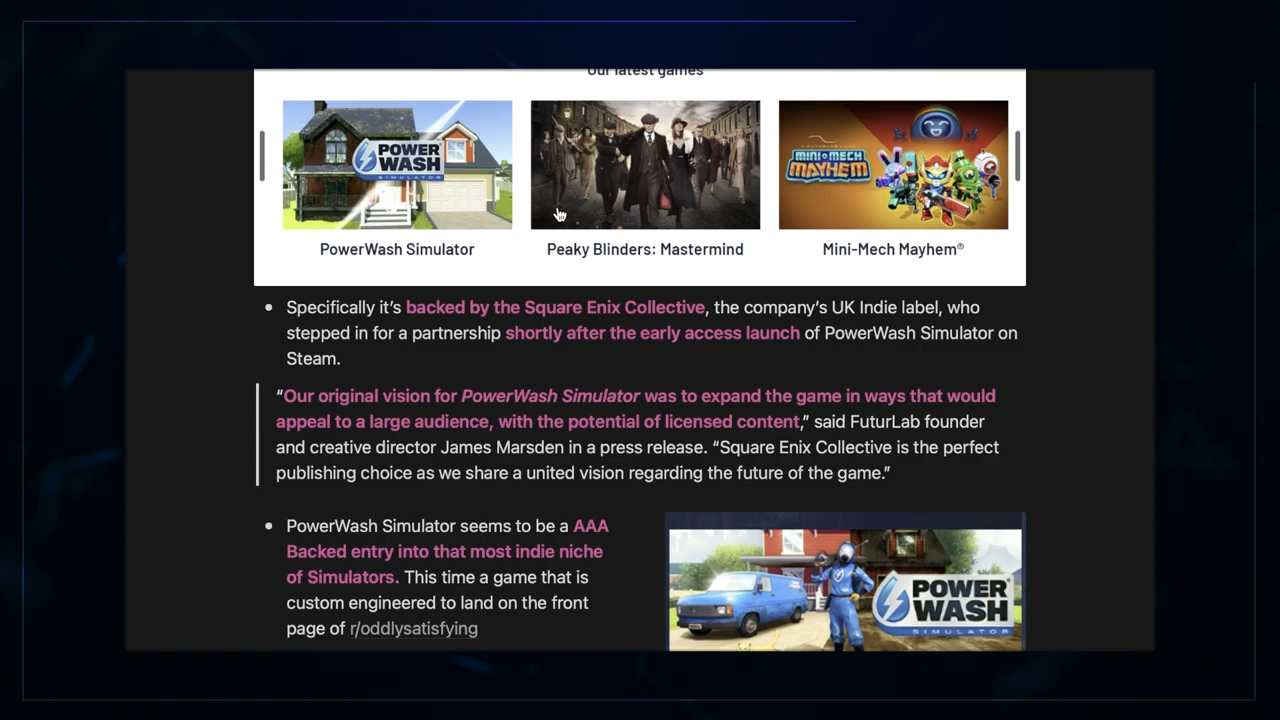 Our latest games
POWER
WASH
SIMULATOR
MINI-MECH
MAYHEM
PowerWash Simulator
Peaky Blinders: Mastermind
Mini-Mech Mayhem®
Specifically it’s backed by the Square Enix Collective, the company’s UK Indie label, who
stepped in for a partnership shortly after the early access launch of PowerWash Simulator on
Steam.
“Our original vision for PowerWash Simulator was to expand the game in ways that would
appeal to a large audience, with the potential of licensed content,” said FuturLab founder
and creative director James Marsden in a press release. “Square Enix Collective is the perfect
publishing choice as we share a united vision regarding the future of the game.”
PowerWash Simulator seems to be a AAA
Backed entry into that most indie niche
of Simulators. This time a game that is
custom engineered to land on the front
page of r/oddlysatisfying
POWER
WASH
SIMULATOR